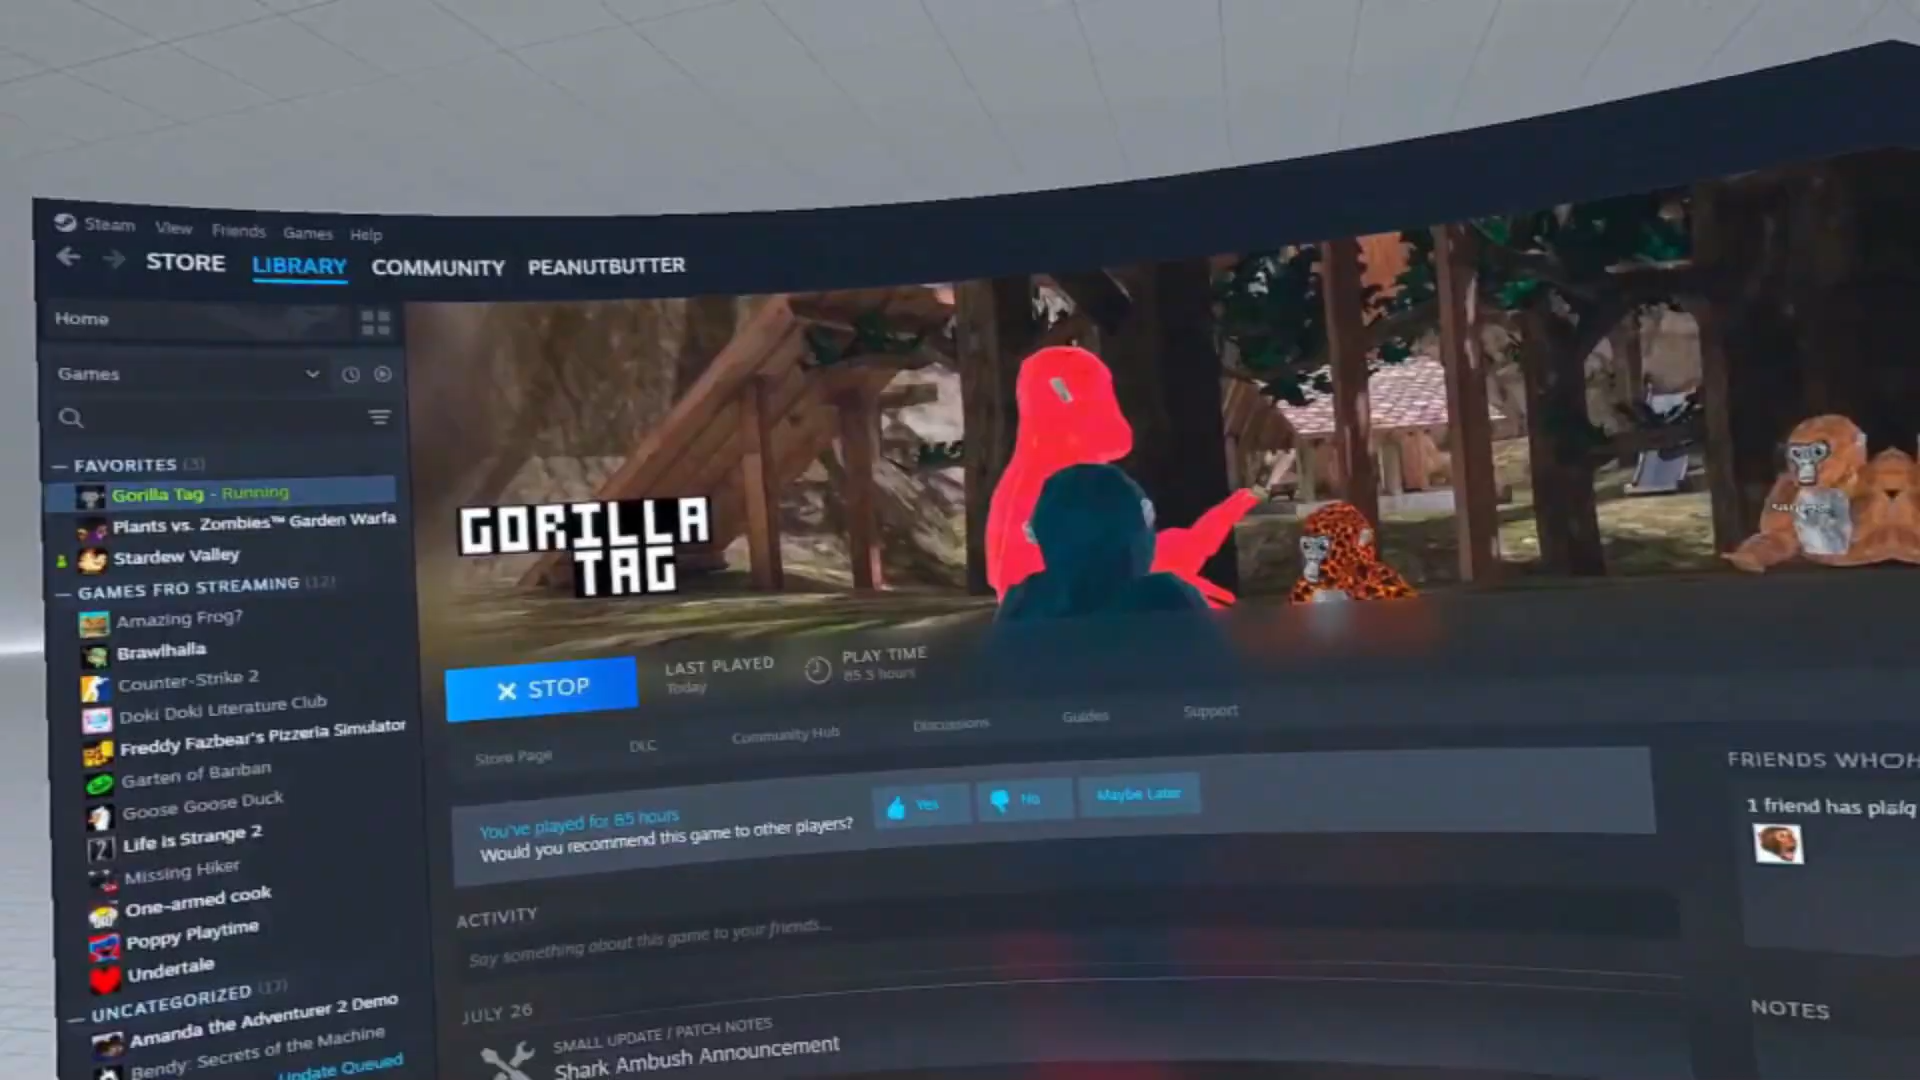 Steam View Friends Games Help
STORE LIBRARY COMMUNITY PEANUTBUTTER
Home
Games
— FAVORITES (3)
Gorilla Tag - Running
Plants vs. Zombies™ Garden Warfa
Stardew Valley
— GAMES FRO STREAMING (12)
Amazing Frog?
Brawlhalla
Counter-Strike 2
Doki Doki Literature Club
Freddy Fazbear's Pizzeria Simulator
Garten of Banban
Goose Goose Duck
Life is Strange 2
Missing Hiker
One-armed cook
Poppy Playtime
Undertale
— UNCATEGORIZED (17)
Amanda the Adventurer 2 Demo
Bendy: Secrets of the Machine
Update Queued
GORILLA
TAG
STOP
LAST PLAYED
Today
PLAY TIME
85.5 hours
Store Page DLC Community Hub Discussions Guides Support
You've played for 85 hours
Would you recommend this game to other players?
Yes No Maybe Later
ACTIVITY
Say something about this game to your friends...
JULY 26
SMALL UPDATE / PATCH NOTES
Shark Ambush Announcement
FRIENDS
1 friend has
NOTES